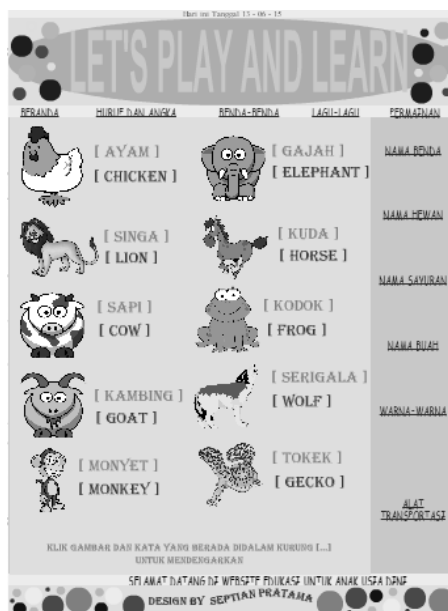 Hari ini Tanggal 13 - 06 - 15
LET'S PLAY AND LEARN
BERANDA HURUF DAN ANGKA BENDA-BENDA LAGU-LAGU PERMAINAN
[ AYAM ]
[ CHICKEN ]
[ GAJAH ]
[ ELEPHANT ]
[ SINGA ]
[ LION ]
[ KUDA ]
[ HORSE ]
[ SAPI ]
[ COW ]
[ KODOK ]
[ FROG ]
[ KAMBING ]
[ GOAT ]
[ SERIGALA ]
[ WOLF ]
[ MONYET ]
[ MONKEY ]
[ TOKEK ]
[ GECKO ]
NAMA BENDA
NAMA HEWAN
NAMA SAYURAN
NAMA BUAH
WARNA-WARNA
ALAT
TRANSPORTASI
KLIK GAMBAR DAN KATA YANG BERADA DIDALAM KURUNG [...]
UNTUK MENDENGARKAN
SELAMAT DATANG DI WEBSITE EDUKASI UNTUK ANAK USIA DINI
DESIGN BY SEPTIAN PRATAMA